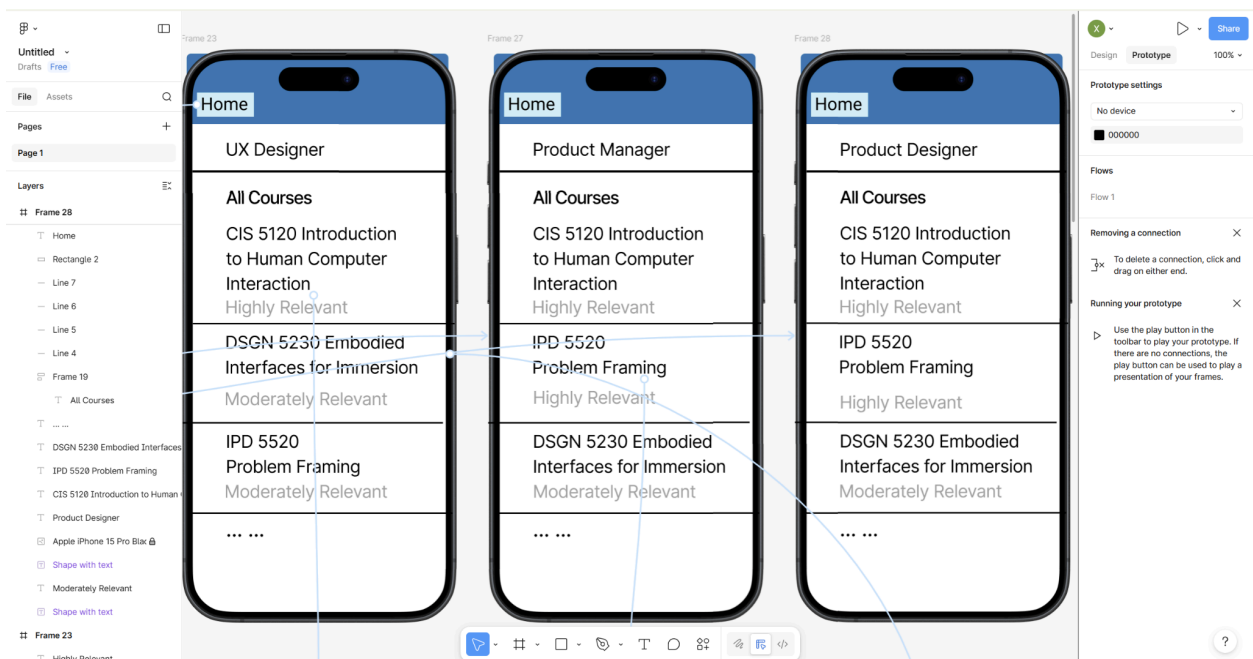 Untitled
Drafts Free
File Assets
Pages
Page 1
Layers
Frame 28
Home
Rectangle 2
Line 7
Line 6
Line 5
Line 4
Frame 19
All Courses
... ...
DSGN 5230 Embodied Interfaces
IPD 5520 Problem Framing
CIS 5120 Introduction to Human
Product Designer
Apple iPhone 15 Pro Blac
Shape with text
Moderately Relevant
Shape with text
Frame 23
Highly Relevant
Frame 23
Home
UX Designer
All Courses
CIS 5120 Introduction
to Human Computer
Interaction
Highly Relevant
DSGN 5230 Embodied
Interfaces for Immersion
Moderately Relevant
IPD 5520
Problem Framing
Moderately Relevant
... ...
Frame 27
Home
Product Manager
All Courses
CIS 5120 Introduction
to Human Computer
Interaction
Highly Relevant
IPD 5520
Problem Framing
Highly Relevant
DSGN 5230 Embodied
Interfaces for Immersion
Moderately Relevant
... ...
Frame 28
Home
Product Designer
All Courses
CIS 5120 Introduction
to Human Computer
Interaction
Highly Relevant
IPD 5520
Problem Framing
Highly Relevant
DSGN 5230 Embodied
Interfaces for Immersion
Moderately Relevant
... ...
X
Share
Design Prototype 100%
Prototype settings
No device
000000
Flows
Flow 1
Removing a connection
To delete a connection, click and
drag on either end.
Running your prototype
Use the play button in the
toolbar to play your prototype. If
there are no connections, the
play button can be used to play a
presentation of your frames.
?